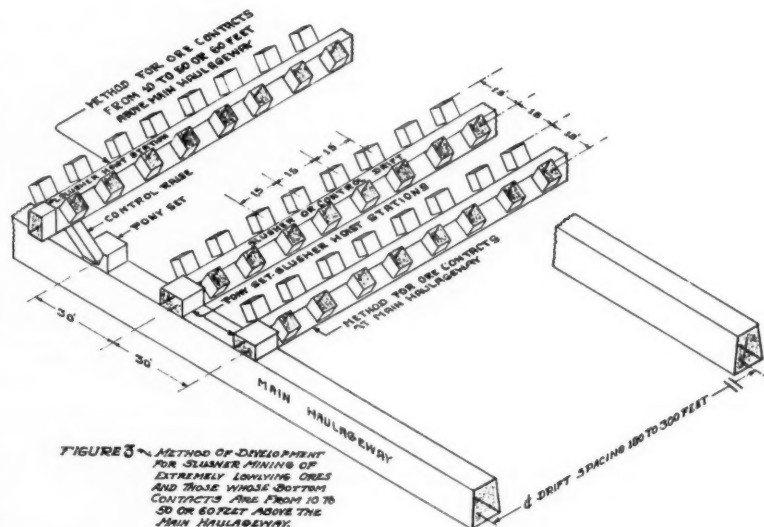 METHOD FOR ORE CONTACTS
FROM 10 TO 50 OR 60 FEET
ABOVE MAIN HAULAGEWAY
SLUSHER HOIST STATION
CONTROL RAISE
PONY SET
15'
15'
15'
15'
15'
15'
SLUSHER OR CONTROL DRIFT
PONY SET-SLUSHER HOIST STATIONS
METHOD FOR ORE CONTACTS
AT MAIN HAULAGEWAY
30'
30'
MAIN HAULAGEWAY
₵ DRIFT SPACING 100 TO 300 FEET
FIGURE 3 ~ METHOD OF DEVELOPMENT
FOR SLUSHER MINING OF
EXTREMELY LOWLYING ORES
AND THOSE WHOSE BOTTOM
CONTACTS ARE FROM 10 TO
50 OR 60 FEET ABOVE THE
MAIN HAULAGEWAY.